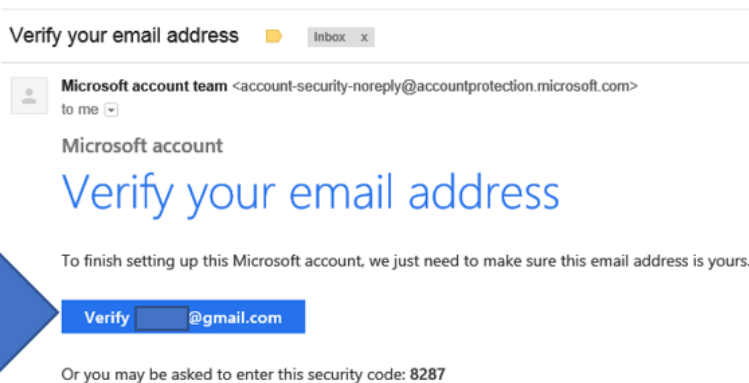 Verify your email address Inbox x
Microsoft account team <account-security-noreply@accountprotection.microsoft.com>
to me
Microsoft account
Verify your email address
To finish setting up this Microsoft account, we just need to make sure this email address is yours.
Verify @gmail.com
Or you may be asked to enter this security code: 8287